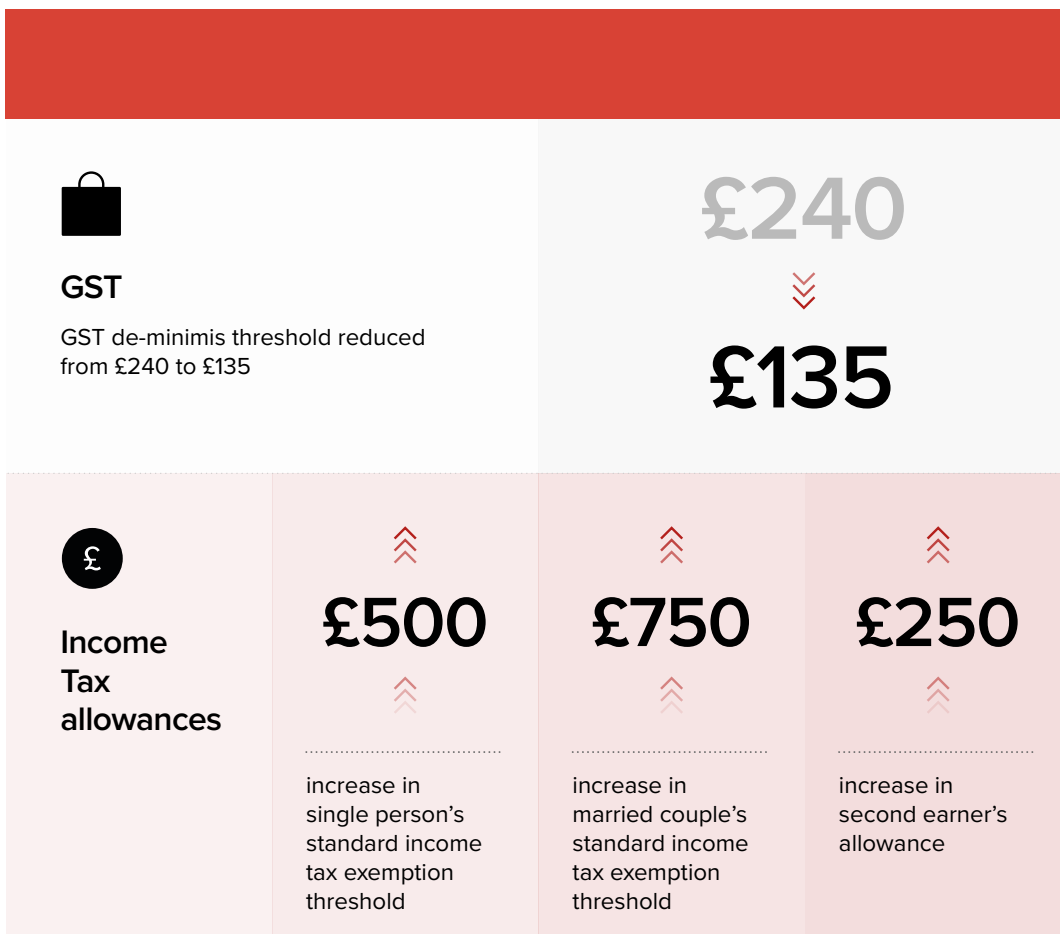 £240
GST
GST de-minimis threshold reduced
from £240 to £135
£135
£
£500
£750
£250
Income
Tax
allowances
increase in
single person’s
standard income
tax exemption
threshold
increase in
married couple’s
standard income
tax exemption
threshold
increase in
second earner’s
allowance